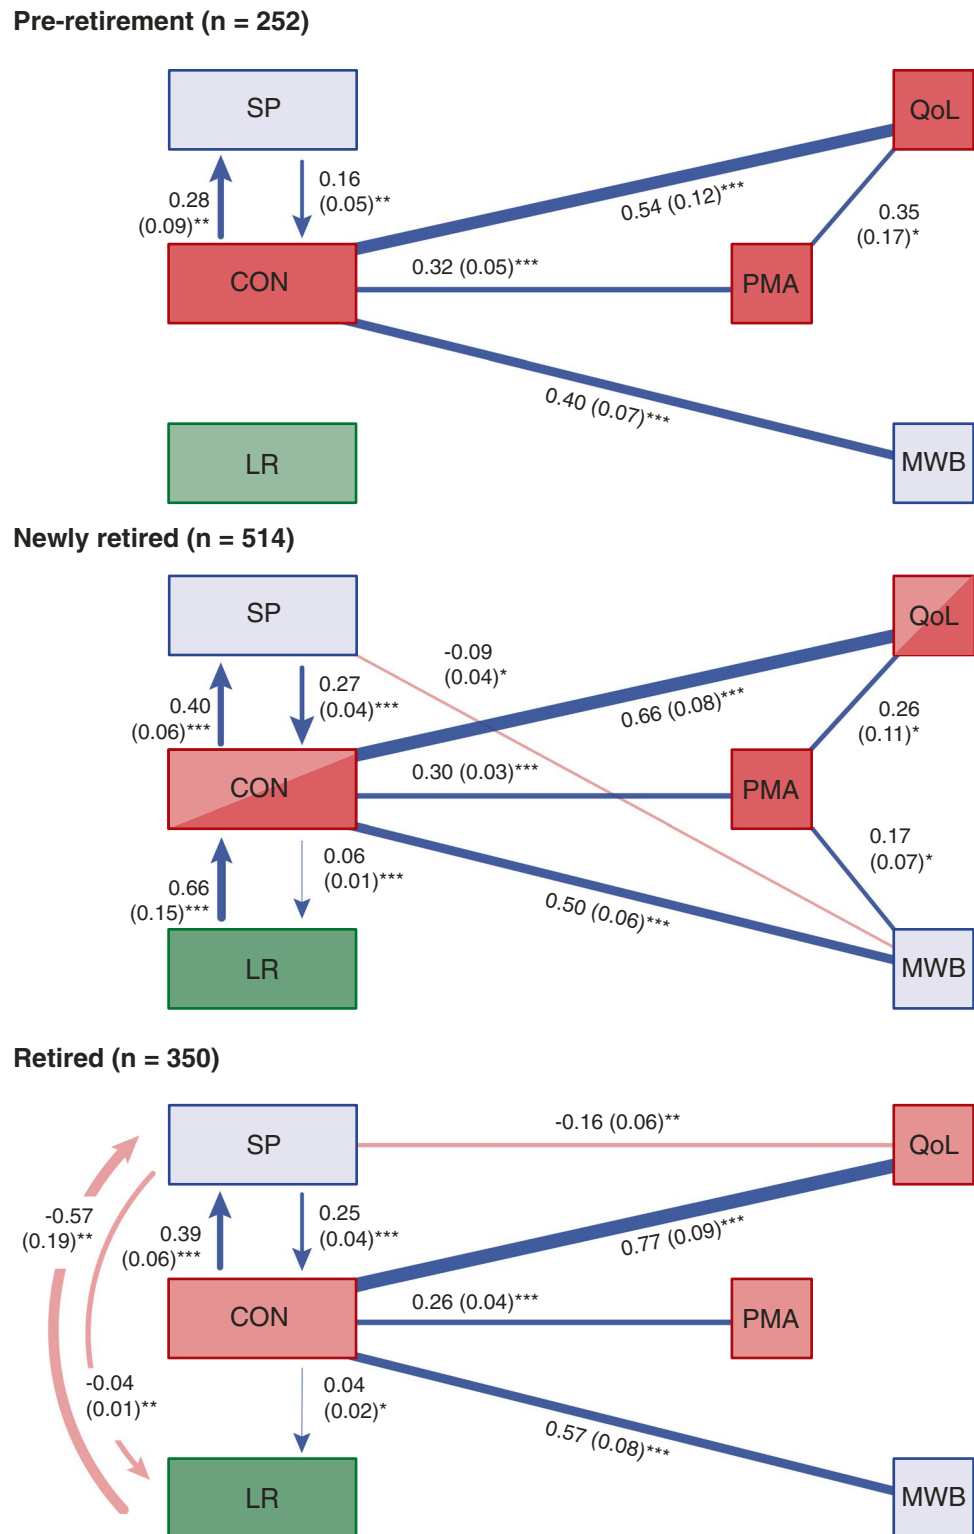 Pre-retirement (n = 252)
SP
QoL
0.28
(0.09)**
0.16
(0.05)**
0.54 (0.12)***
0.35
(0.17)*
CON
0.32 (0.05)***
PMA
0.40 (0.07)***
LR
MWB
Newly retired (n = 514)
SP
QoL
-0.09
(0.04)*
0.40
(0.06)***
0.27
(0.04)***
0.66 (0.08)***
0.26
(0.11)*
CON
0.30 (0.03)***
PMA
0.66
(0.15)***
0.06
(0.01)***
0.17
(0.07)*
0.50 (0.06)***
LR
MWB
Retired (n = 350)
SP
-0.16 (0.06)**
QoL
-0.57
(0.19)**
0.39
(0.06)***
0.25
(0.04)***
0.77 (0.09)***
CON
0.26 (0.04)***
PMA
-0.04
(0.01)**
0.04
(0.02)*
0.57 (0.08)***
LR
MWB